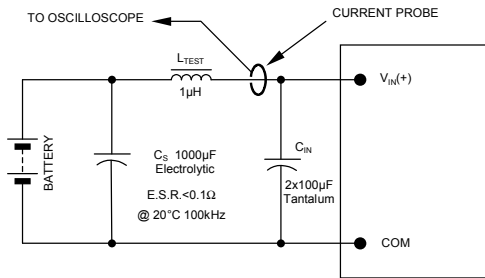 TO OSCILLOSCOPE
CURRENT PROBE
LTEST
1μH
VIN(+)
BATTERY
CS 1000μF
Electrolytic
E.S.R.<0.1Ω
@ 20°C 100kHz
CIN
2x100μF
Tantalum
COM